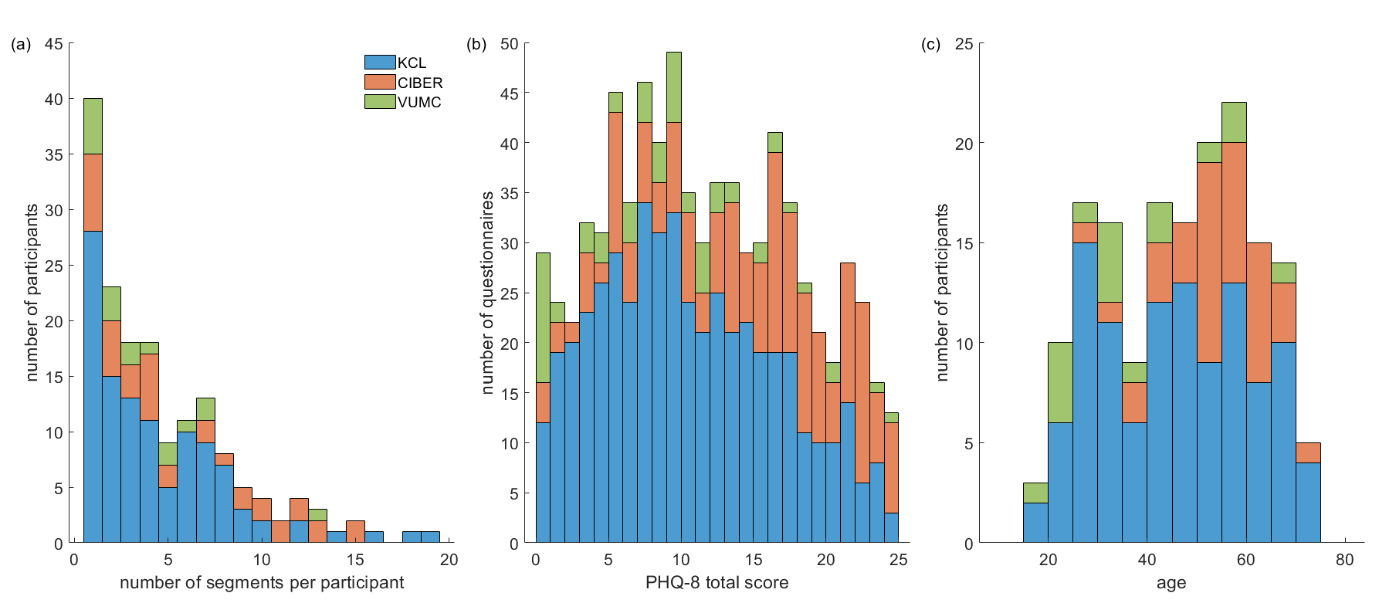 (a)
number of participants
45
40
35
30
25
20
15
10
5
0
0 5 10 15 20
number of segments per participant
KCL
CIBER
VUMC
(b)
number of questionnaires
50
45
40
35
30
25
20
15
10
5
0
0 5 10 15 20 25
PHQ-8 total score
(c)
number of participants
25
20
15
10
5
0
20 40 60 80
age